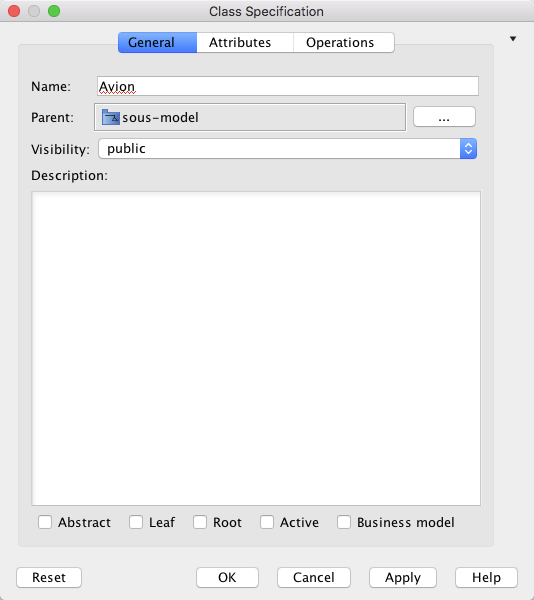 Class Specification
General Attributes Operations
Name: Avion
Parent: sous-model ...
Visibility: public
Description:
Abstract Leaf Root Active Business model
Reset OK Cancel Apply Help